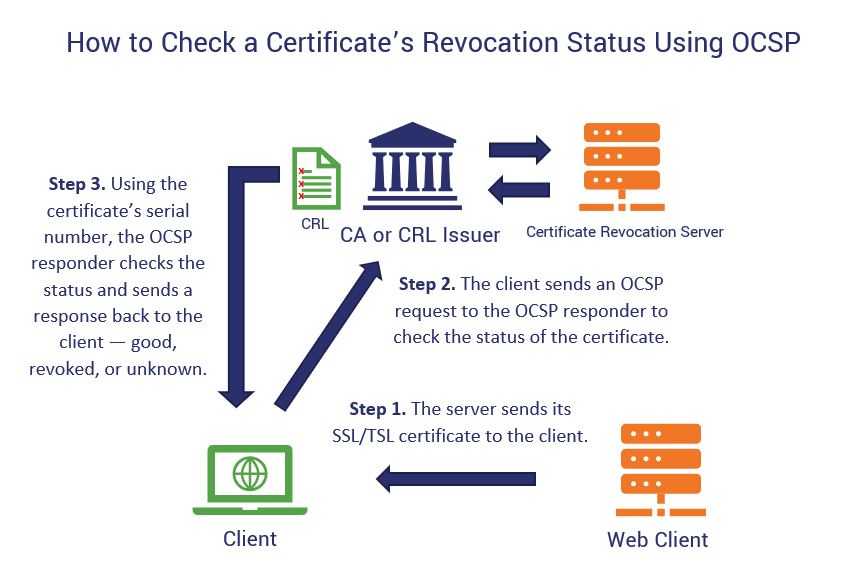 How to Check a Certificate's Revocation Status Using OCSP
Step 3. Using the
certificate's serial
number, the OCSP
responder checks the
status and sends a
response back to the
client — good,
revoked, or unknown.
CRL
CA or CRL Issuer
Certificate Revocation Server
Step 2. The client sends an OCSP
request to the OCSP responder to
check the status of the certificate.
Step 1. The server sends its
SSL/TSL certificate to the client.
Client
Web Client